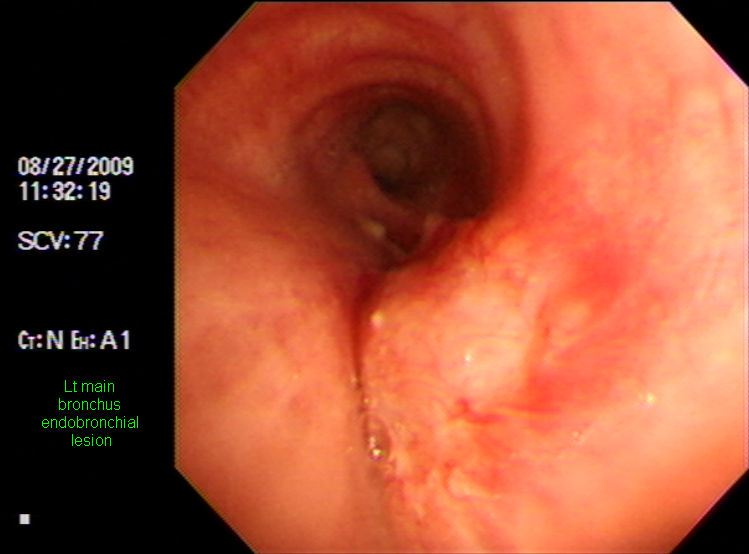 08/27/2009
11:32:19
SCV:77
Ct:N Eh:A1
Lt main
bronchus
endobronchial
lesion